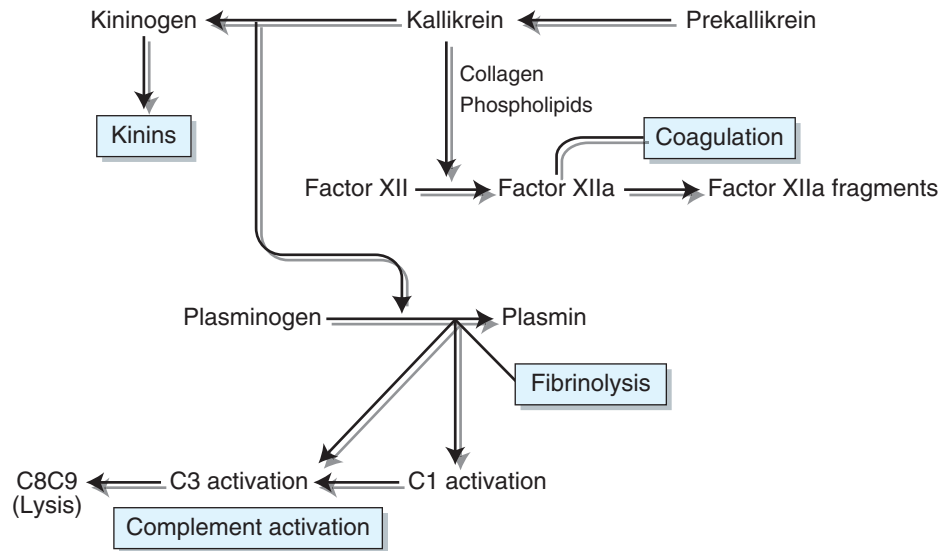 Kininogen
Kallikrein
Prekallikrein
Collagen
Phospholipids
Kinins
Coagulation
Factor XII
Factor XIIa
Factor XIIa fragments
Plasminogen
Plasmin
Fibrinolysis
C8C9
(Lysis)
C3 activation
C1 activation
Complement activation